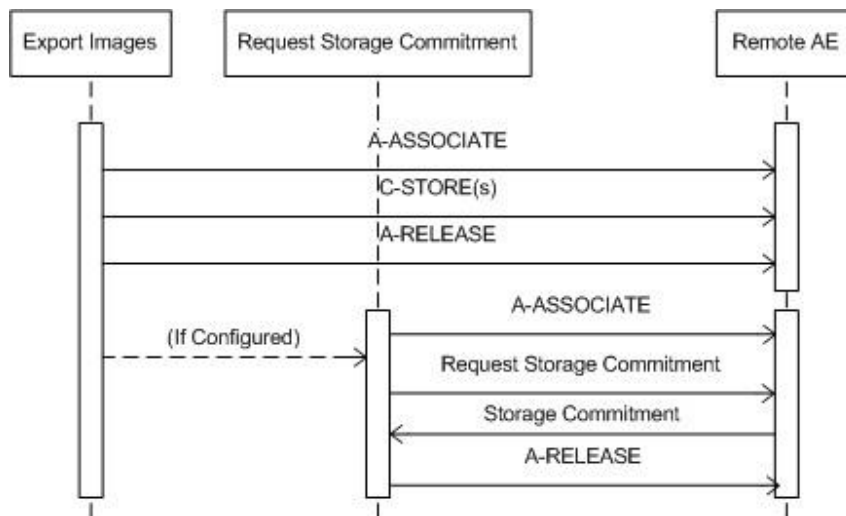 Export Images
Request Storage Commitment
Remote AE
A-ASSOCIATE
C-STORE(s)
A-RELEASE
A-ASSOCIATE
(If Configured)
Request Storage Commitment
Storage Commitment
A-RELEASE